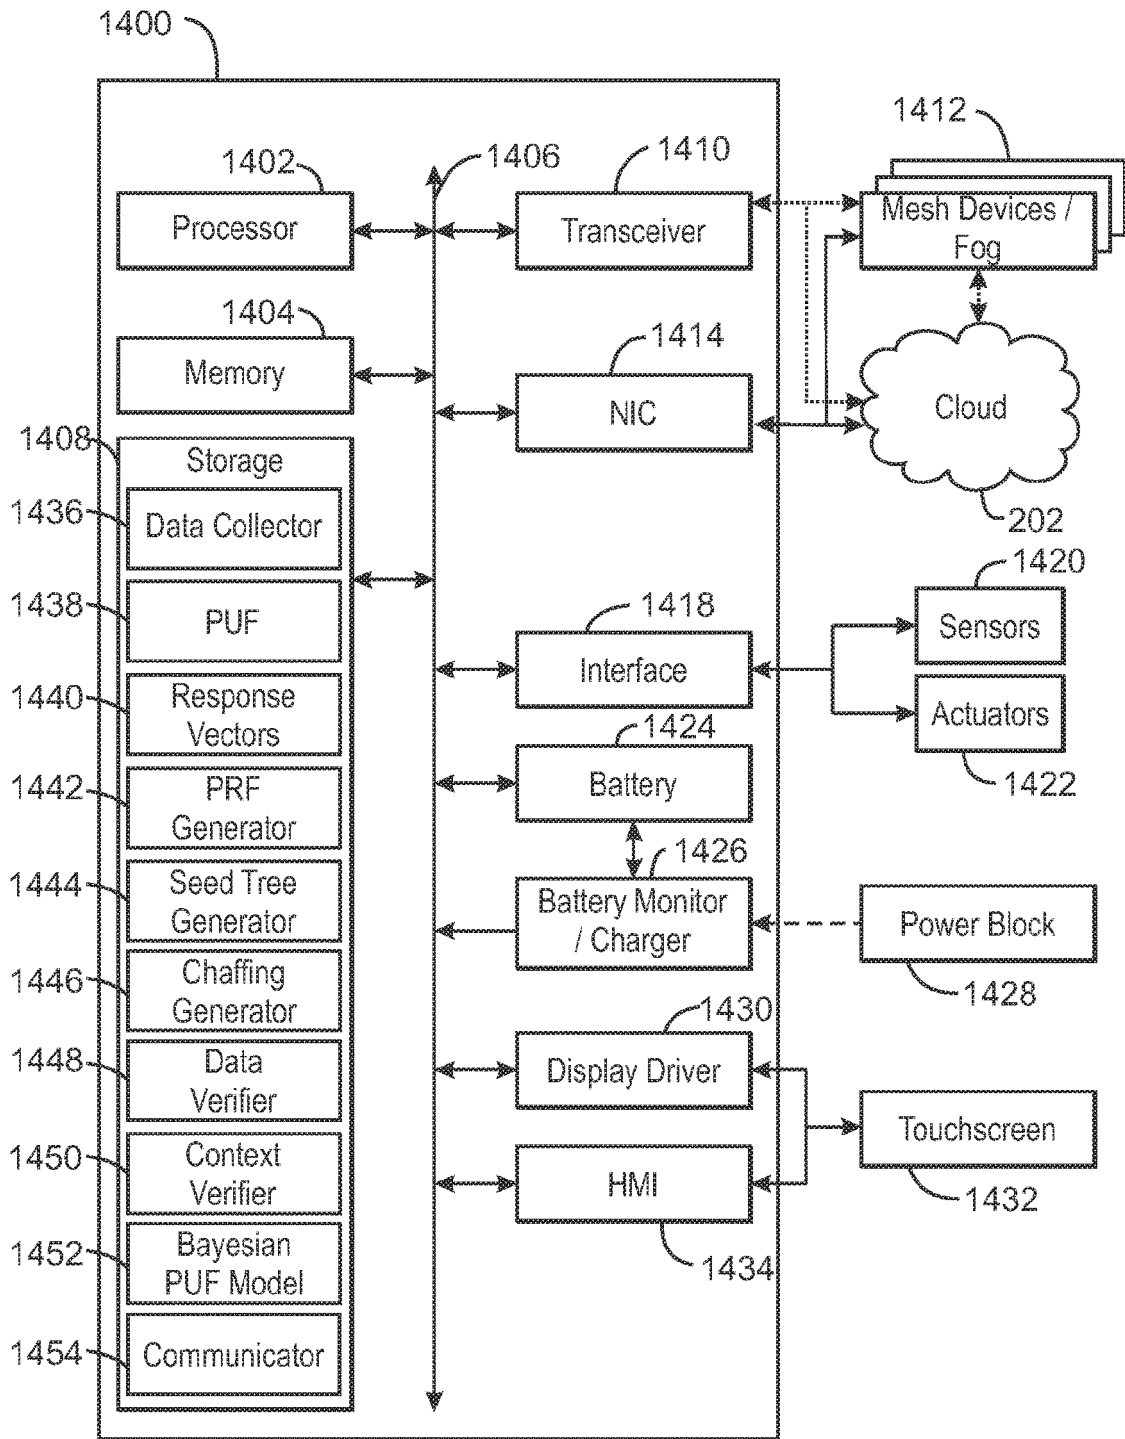 1400
1402
1406
1410
1412
Processor
Transceiver
Mesh Devices /
Fog
1404
1414
Memory
NIC
Cloud
202
1408
Storage
1436
Data Collector
1438
PUF
1440
Response
Vectors
1442
PRF
Generator
1444
Seed Tree
Generator
1446
Chaffing
Generator
1448
Data
Verifier
1450
Context
Verifier
1452
Bayesian
PUF Model
1454
Communicator
1418
Interface
1420
Sensors
Actuators
1422
1424
Battery
1426
Battery Monitor
/ Charger
Power Block
1428
1430
Display Driver
Touchscreen
1432
HMI
1434